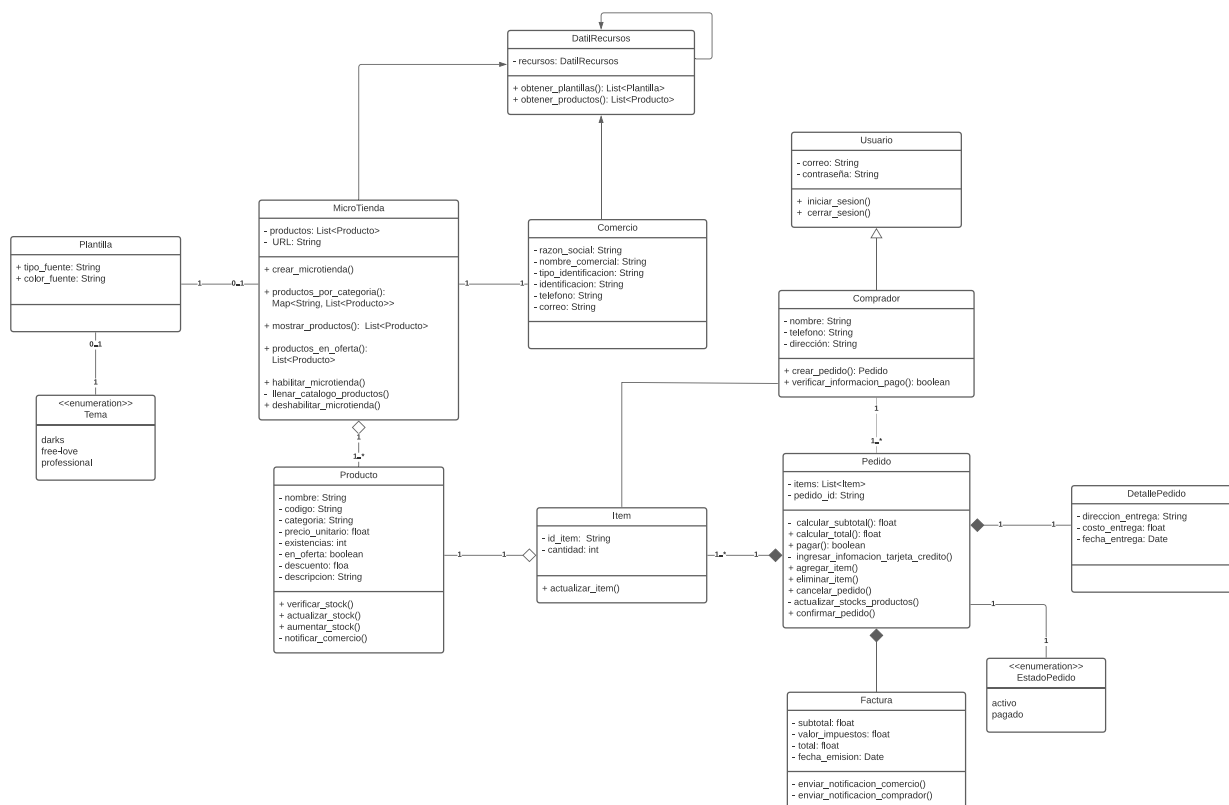 DatilRecursos
- recursos: DatilRecursos
+ obtener_plantillas(): List<Plantilla>
+ obtener_productos(): List<Producto>
Usuario
- correo: String
- contraseña: String
+ iniciar_sesion()
+ cerrar_sesion()
MicroTienda
- productos: List<Producto>
- URL: String
+ crear_microtienda()
+ productos_por_categoria():
Map<String, List<Producto>>
+ mostrar_productos(): List<Producto>
+ productos_en_oferta():
List<Producto>
+ habilitar_microtienda()
- llenar_catalogo_productos()
+ deshabilitar_microtienda()
Comercio
- razon_social: String
- nombre_comercial: String
- tipo_identificacion: String
- identificacion: String
- telefono: String
- correo: String
Plantilla
+ tipo_fuente: String
+ color_fuente: String
1
0..1
1
1
0..1
1
<<enumeration>>
Tema
darks
free-love
professional
Comprador
- nombre: String
- telefono: String
- dirección: String
+ crear_pedido(): Pedido
+ verificar_informacion_pago(): boolean
1
1..*
1
1..*
Producto
- nombre: String
- codigo: String
- categoria: String
- precio_unitario: float
- existencias: int
- en_oferta: boolean
- descuento: floa
- descripcion: String
+ verificar_stock()
+ actualizar_stock()
+ aumentar_stock()
- notificar_comercio()
1
1
Item
- id_item: String
- cantidad: int
+ actualizar_item()
1..*
1
Pedido
- items: List<Item>
- pedido_id: String
- calcular_subtotal(): float
+ calcular_total(): float
+ pagar(): boolean
- ingresar_infomacion_tarjeta_credito()
+ agregar_item()
+ eliminar_item()
+ cancelar_pedido()
- actualizar_stocks_productos()
+ confirmar_pedido()
1
1
DetallePedido
- direccion_entrega: String
- costo_entrega: float
- fecha_entrega: Date
1
1
<<enumeration>>
EstadoPedido
activo
pagado
Factura
- subtotal: float
- valor_impuestos: float
- total: float
- fecha_emision: Date
- enviar_notificacion_comercio()
- enviar_notificacion_comprador()